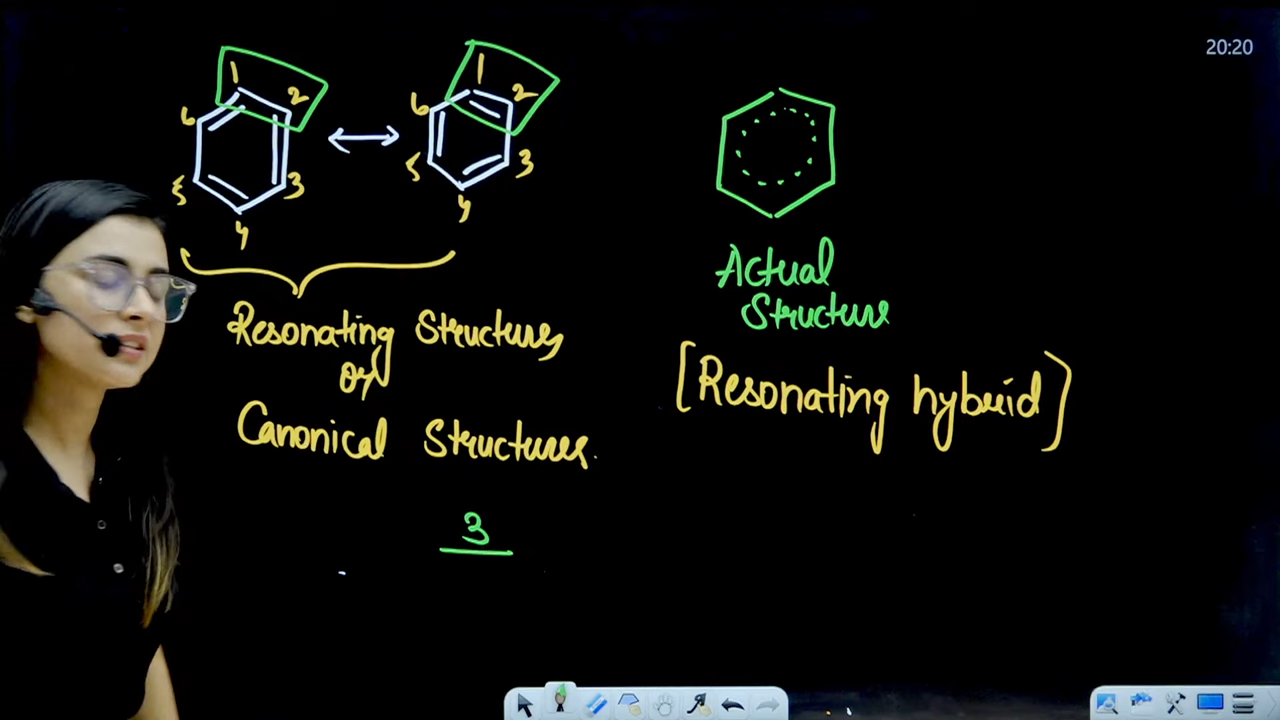 20:20
1
2
6
5
3
4
1
2
6
5
3
4
Actual
Structure
Resonating Structures
or
Canonical Structures.
[Resonating hybrid]
3